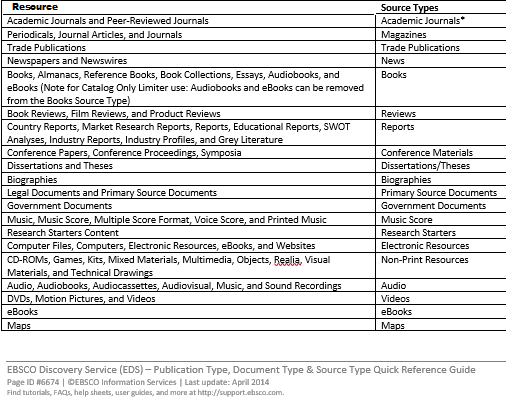 Resource Source Types
Academic Journals and Peer-Reviewed Journals Academic Journals*
Periodicals, Journal Articles, and Journals Magazines
Trade Publications Trade Publications
Newspapers and Newswires News
Books, Almanacs, Reference Books, Book Collections, Essays, Audiobooks, and Books
eBooks (Note for Catalog Only Limiter use: Audiobooks and eBooks can be removed
from the Books Source Type)
Book Reviews, Film Reviews, and Product Reviews Reviews
Country Reports, Market Research Reports, Reports, Educational Reports, SWOT Reports
Analyses, Industry Reports, Industry Profiles, and Grey Literature
Conference Papers, Conference Proceedings, Symposia Conference Materials
Dissertations and Theses Dissertations/Theses
Biographies Biographies
Legal Documents and Primary Source Documents Primary Source Documents
Government Documents Government Documents
Music, Music Score, Multiple Score Format, Voice Score, and Printed Music Music Score
Research Starters Content Research Starters
Computer Files, Computers, Electronic Resources, eBooks, and Websites Electronic Resources
CD-ROMs, Games, Kits, Mixed Materials, Multimedia, Objects, Realia, Visual Non-Print Resources
Materials, and Technical Drawings
Audio, Audiobooks, Audiocassettes, Audiovisual, Music, and Sound Recordings Audio
DVDs, Motion Pictures, and Videos Videos
eBooks eBooks
Maps Maps
EBSCO Discovery Service (EDS) – Publication Type, Document Type & Source Type Quick Reference Guide
Page ID #6674 | ©EBSCO Information Services | Last update: April 2014
Find tutorials, FAQs, help sheets, user guides, and more at http://support.ebsco.com.